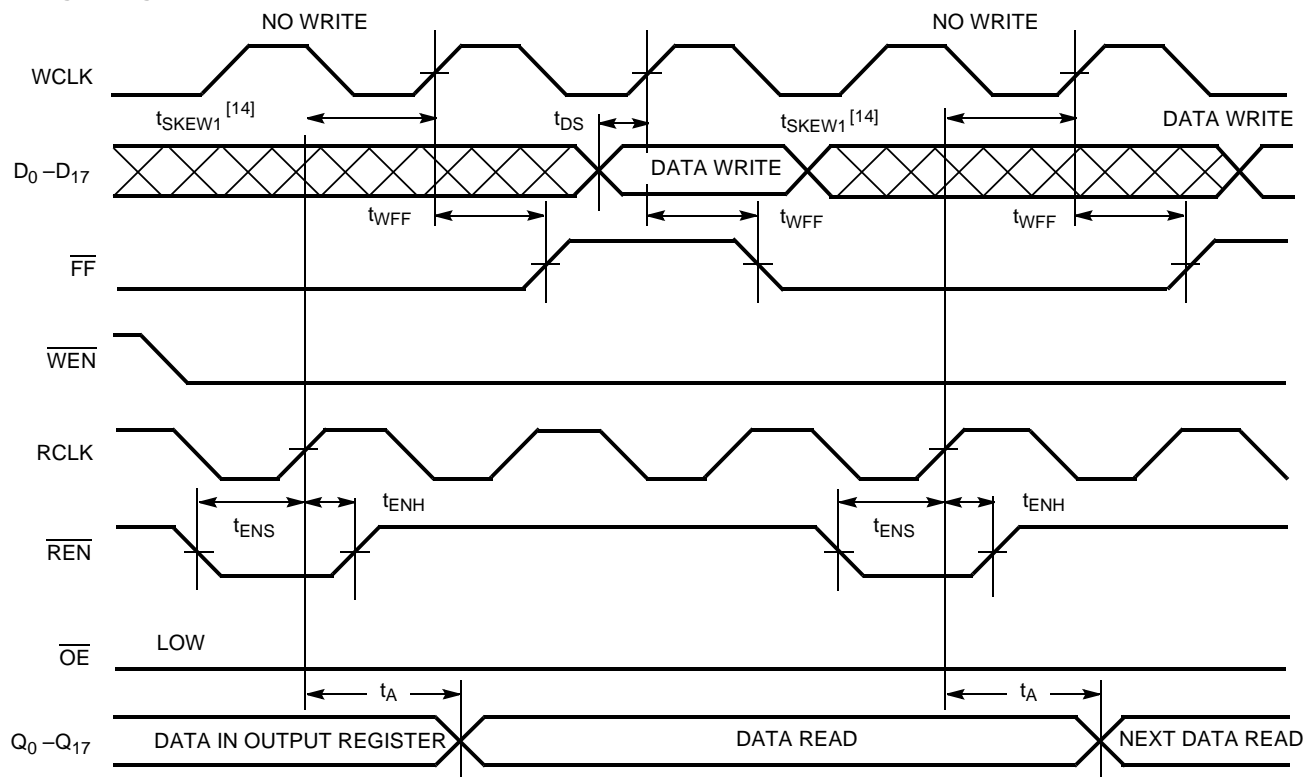 NO WRITE
NO WRITE
WCLK
tSKEW1 [14]
tDS
tSKEW1 [14]
DATA WRITE
D0 –D17
DATA WRITE
tWFF
tWFF
tWFF
FF
WEN
RCLK
tENS
tENH
tENS
tENH
REN
LOW
OE
tA
tA
Q0 –Q17
DATA IN OUTPUT REGISTER
DATA READ
NEXT DATA READ